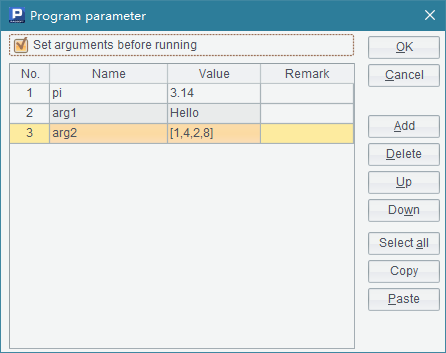 Program parameter
Set arguments before running
No. Name Value Remark
1 pi 3.14
2 arg1 Hello
3 arg2 [1,4,2,8]
OK
Cancel
Add
Delete
Up
Down
Select all
Copy
Paste